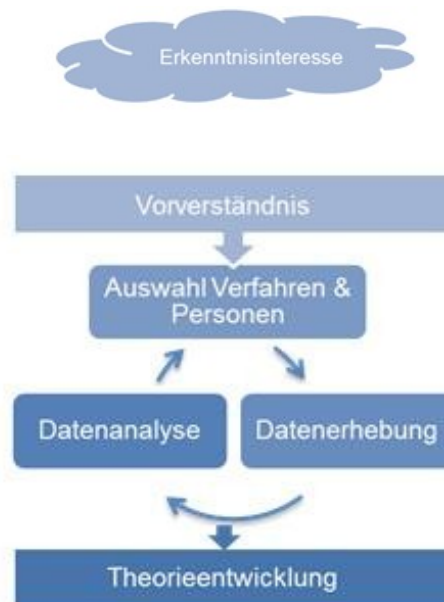 Erkenntnisinteresse
Vorverständnis
Auswahl Verfahren &
Personen
Datenanalyse
Datenerhebung
Theorieentwicklung